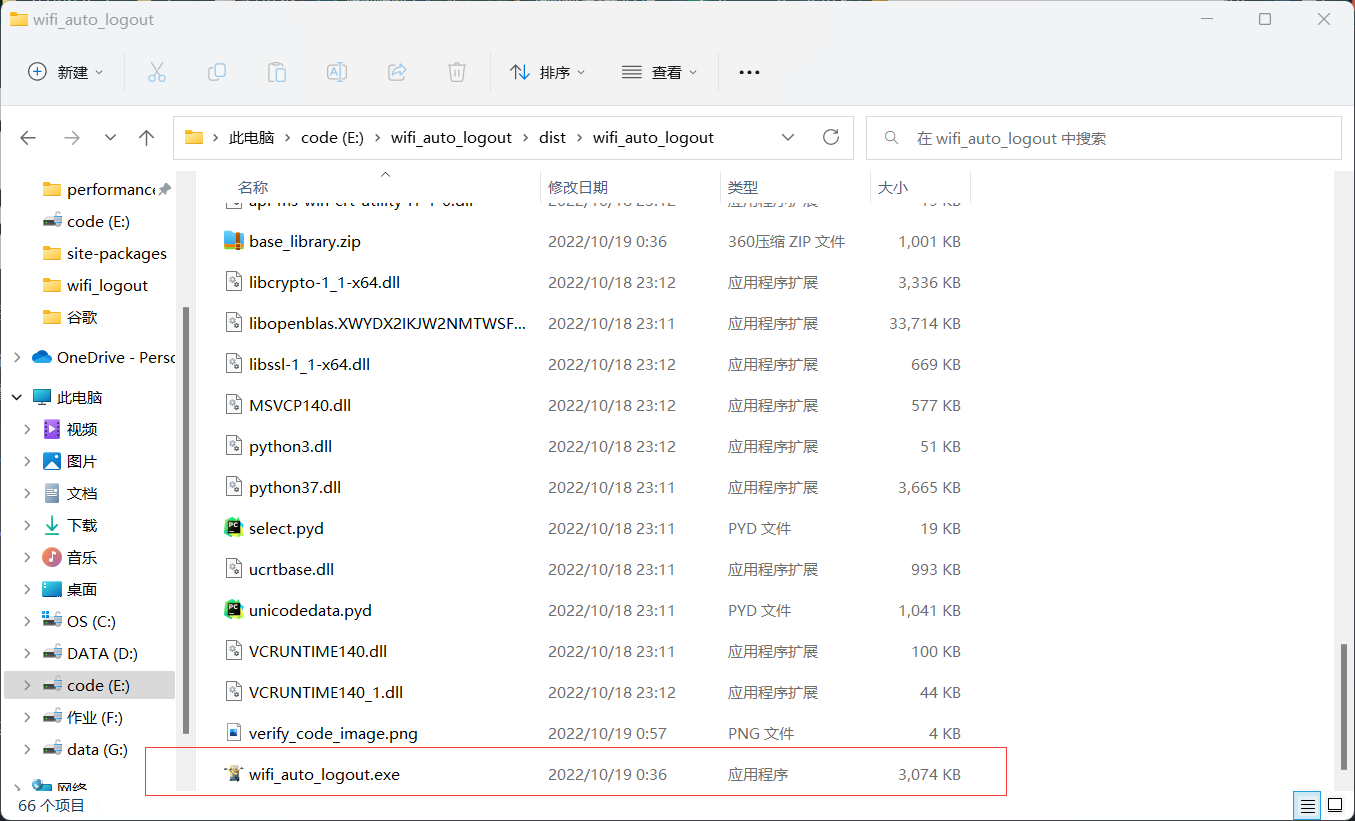 wifi_auto_logout
新建
排序
查看
此电脑 code (E:) wifi_auto_logout dist wifi_auto_logout
在 wifi_auto_logout 中搜索
performance
code (E:)
site-packages
wifi_logout
谷歌
OneDrive - Persc
此电脑
视频
图片
文档
下载
音乐
桌面
OS (C:)
DATA (D:)
code (E:)
作业 (F:)
data (G:)
网络
名称 修改日期 类型 大小
2022/10/18 23:12 应用程序扩展 19 KB
base_library.zip 2022/10/19 0:36 360压缩 ZIP 文件 1,001 KB
libcrypto-1_1-x64.dll 2022/10/18 23:12 应用程序扩展 3,336 KB
libopenblas.XWYDX2IKJW2NMTWSF... 2022/10/18 23:11 应用程序扩展 33,714 KB
libssl-1_1-x64.dll 2022/10/18 23:12 应用程序扩展 669 KB
MSVCP140.dll 2022/10/18 23:12 应用程序扩展 577 KB
python3.dll 2022/10/18 23:12 应用程序扩展 51 KB
python37.dll 2022/10/18 23:11 应用程序扩展 3,665 KB
select.pyd 2022/10/18 23:11 PYD 文件 19 KB
ucrtbase.dll 2022/10/18 23:11 应用程序扩展 993 KB
unicodedata.pyd 2022/10/18 23:11 PYD 文件 1,041 KB
VCRUNTIME140.dll 2022/10/18 23:11 应用程序扩展 100 KB
VCRUNTIME140_1.dll 2022/10/18 23:12 应用程序扩展 44 KB
verify_code_image.png 2022/10/19 0:57 PNG 文件 4 KB
wifi_auto_logout.exe 2022/10/19 0:36 应用程序 3,074 KB
66 个项目